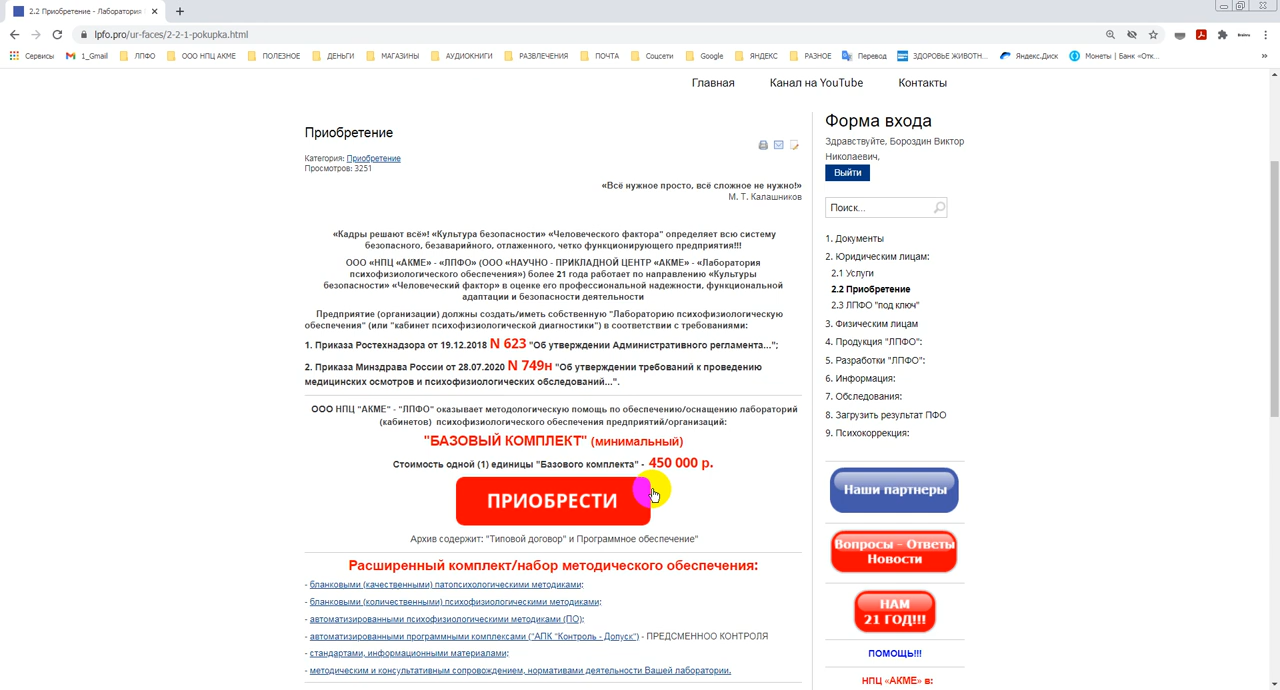 2.2 Приобретение - Лаборатория
lpfo.pro/ur-faces/2-2-1-pokupka.html
Сервисы
1_Gmail
ЛПФО
ООО НПЦ АКМЕ
ПОЛЕЗНОЕ
ДЕНЬГИ
МАГАЗИНЫ
АУДИОКНИГИ
РАЗВЛЕЧЕНИЯ
ПОЧТА
Соцсети
Google
ЯНДЕКС
РАЗНОЕ
Перевод
ЗДОРОВЬЕ ЖИВОТН...
Яндекс.Диск
Монеты | Банк «Отк...
Главная
Канал на YouTube
Контакты
Приобретение
Категория: Приобретение
Просмотров: 3251
«Всё нужное просто, всё сложное не нужно!»
М. Т. Калашников
«Кадры решают всё»! «Культура безопасности» «Человеческого фактора" определяет всю систему
безопасного, безаварийного, отлаженного, четко функционирующего предприятия!!!
ООО «НПЦ «АКМЕ» - «ЛПФО» (ООО «НАУЧНО - ПРИКЛАДНОЙ ЦЕНТР «АКМЕ» - «Лаборатория
психофизиологического обеспечения») более 21 года работает по направлению «Культуры
безопасности» «Человеческий фактор» в оценке его профессиональной надежности, функциональной
адаптации и безопасности деятельности
Предприятие (организации) должны создать/иметь собственную "Лабораторию психофизиологическую
обеспечения" (или "кабинет психофизиологической диагностики") в соответствии с требованиями:
1. Приказа Ростехнадзора от 19.12.2018 N 623 "Об утверждении Административного регламента...";
2. Приказа Минздрава России от 28.07.2020 N 749н "Об утверждении требований к проведению
медицинских осмотров и психофизиологических обследований...".
ООО НПЦ "АКМЕ" - "ЛПФО" оказывает методологическую помощь по обеспечению/оснащению лабораторий
(кабинетов) психофизиологического обеспечения предприятий/организаций:
"БАЗОВЫЙ КОМПЛЕКТ" (минимальный)
Стоимость одной (1) единицы "Базового комплекта" - 450 000 р.
ПРИОБРЕСТИ
Архив содержит: "Типовой договор" и Программное обеспечение"
Расширенный комплект/набор методического обеспечения:
- бланковыми (качественными) патопсихологическими методиками;
- бланковыми (количественными) психофизиологическими методиками;
- автоматизированными психофизиологическими методиками (ПО);
- автоматизированными программными комплексами ("АПК "Контроль - Допуск") - ПРЕДСМЕННОО КОНТРОЛЯ
- стандартами, информационными материалами;
- методическим и консультативным сопровождением, нормативами деятельности Вашей лаборатории.
Форма входа
Здравствуйте, Бороздин Виктор
Николаевич,
Выйти
Поиск...
1. Документы
2. Юридическим лицам:
2.1 Услуги
2.2 Приобретение
2.3 ЛПФО "под ключ"
3. Физическим лицам
4. Продукция "ЛПФО":
5. Разработки "ЛПФО":
6. Информация:
7. Обследования:
8. Загрузить результат ПФО
9. Психокоррекция:
Наши партнеры
Вопросы - Ответы
Новости
НАМ
21 ГОД!!!
ПОМОЩЬ!!!
НПЦ «АКМЕ» в: